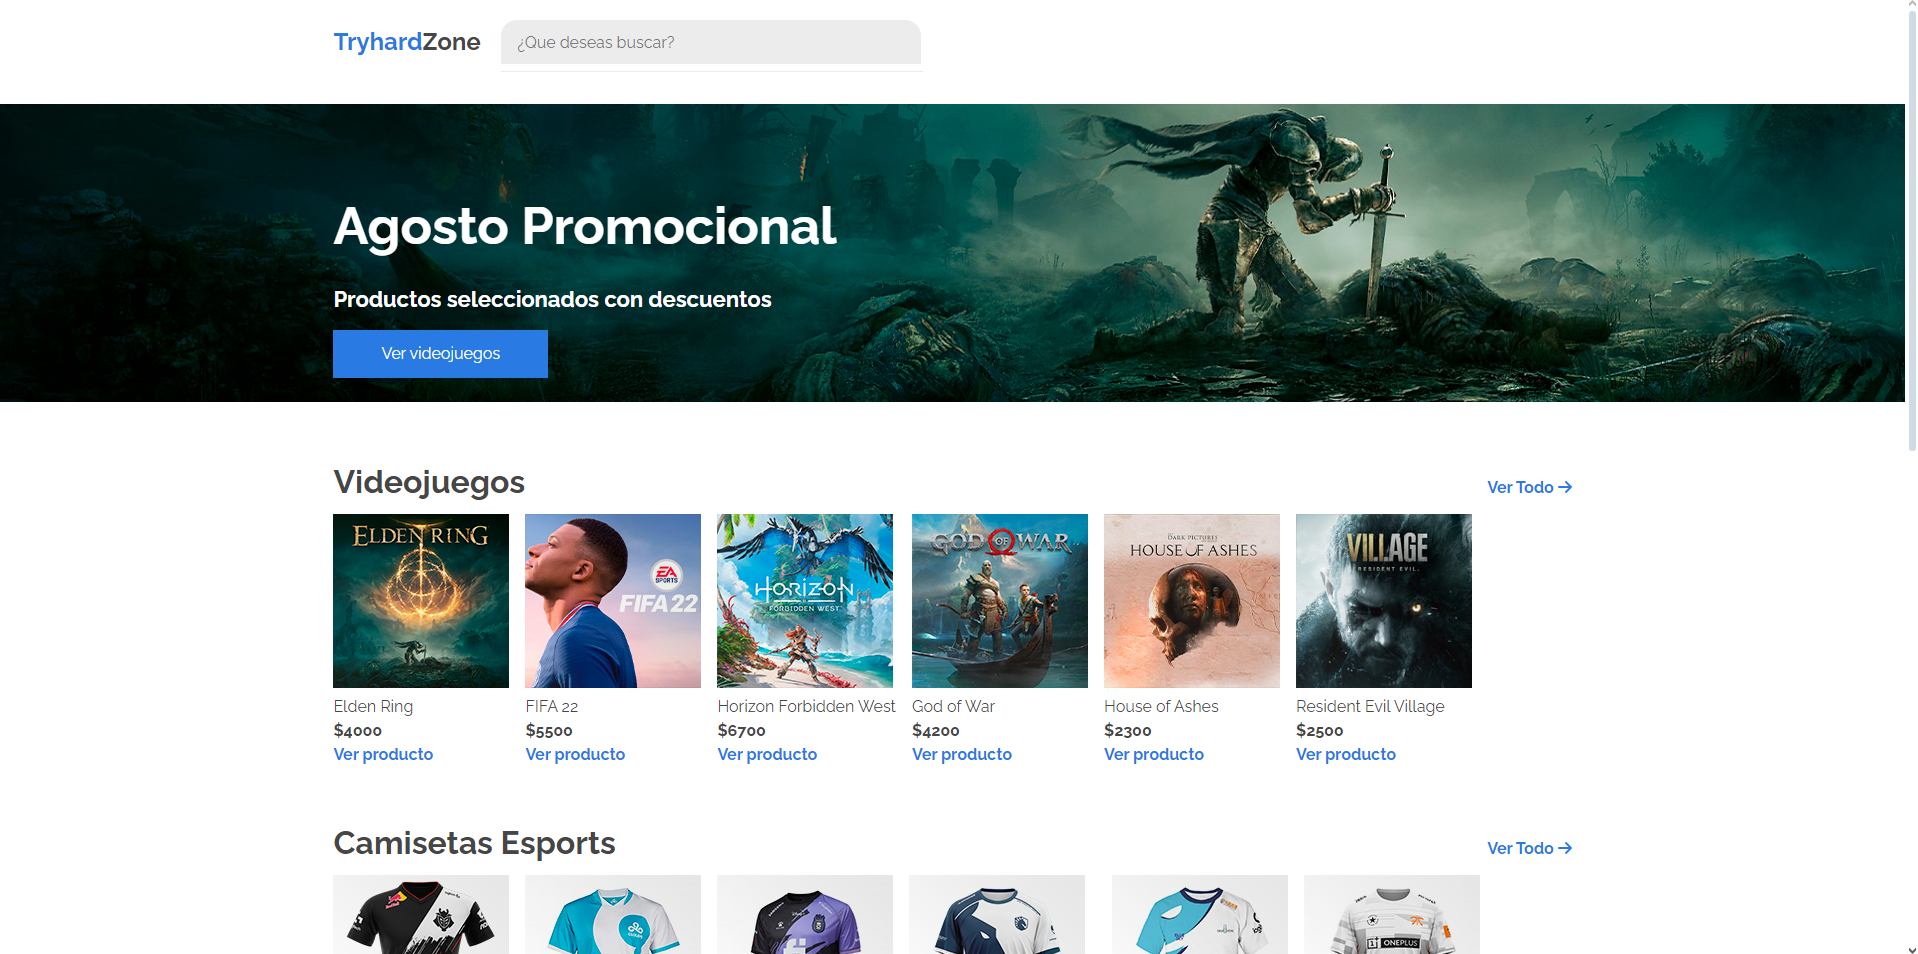 TryhardZone
¿Que deseas buscar?
Agosto Promocional
Productos seleccionados con descuentos
Ver videojuegos
Videojuegos
Ver Todo →
ELDEN RING
EA
SPORTS
FIFA 22
HORIZON
FORBIDDEN WEST
GOD OF WAR
DARK PICTURES
HOUSE OF ASHES
VILLAGE
RESIDENT EVIL
Elden Ring
$4000
Ver producto
FIFA 22
$5500
Ver producto
Horizon Forbidden West
$6700
Ver producto
God of War
$4200
Ver producto
House of Ashes
$2300
Ver producto
Resident Evil Village
$2500
Ver producto
Camisetas Esports
Ver Todo →
ONEPLUS